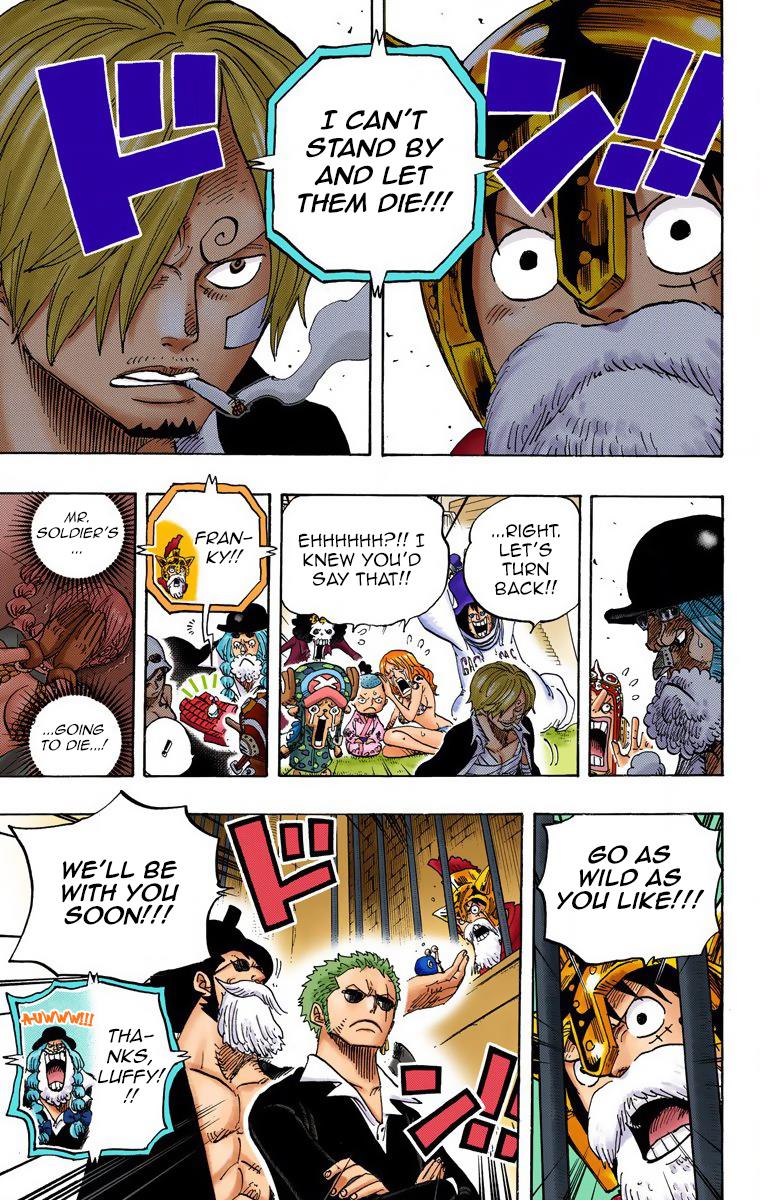 ドン!!
I CAN'T
STAND BY
AND LET
THEM DIE!!!
...RIGHT.
LET'S
TURN
BACK!!
EHHHHHH?!! I
KNEW YOU'D
SAY THAT!!
FRAN-
KY!!
!
MR.
SOLDIER'S
...
...GOING
TO DIE...!
GO AS
WILD AS
YOU LIKE!!!
ドン!!
WE'LL BE
WITH YOU
SOON!!!
AUWWW!!!
THA-
NKS,
LUFFY!
!!